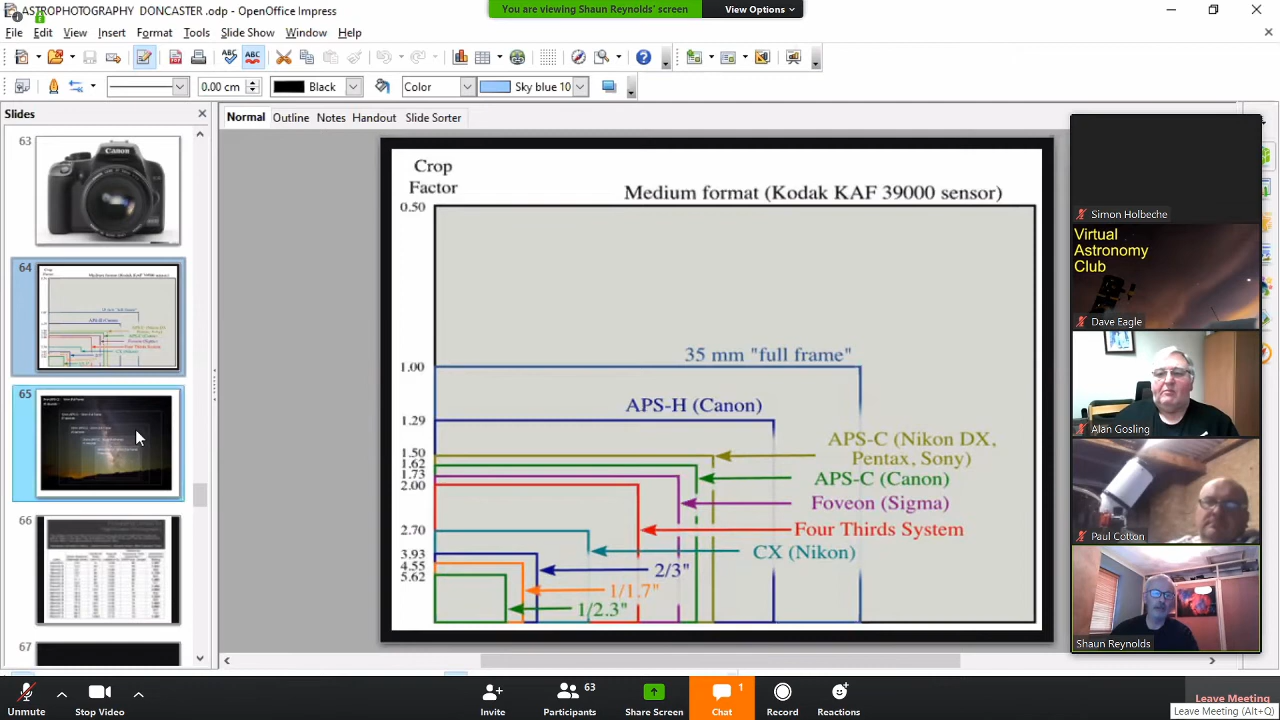 ASTROPHOTOGRAPHY DONCASTER .odp - OpenOffice Impress
You are viewing Shaun Reynolds' screen
View Options
File Edit View Insert Format Tools Slide Show Window Help
0.00 cm
Black
Color
Sky blue 10
Slides
Normal Outline Notes Handout Slide Sorter
63
Canon
64
65
66
67
Crop
Factor
Medium format (Kodak KAF 39000 sensor)
0.50
35 mm "full frame"
1.00
APS-H (Canon)
1.29
APS-C (Nikon DX,
Pentax, Sony)
1.50
1.62
1.73
2.00
APS-C (Canon)
Foveon (Sigma)
Four Thirds System
2.70
CX (Nikon)
3.93
2/3"
4.55
1/1.7"
5.62
1/2.3"
Simon Holbeche
Virtual
Astronomy
Club
Dave Eagle
Alan Gosling
Paul Cotton
Shaun Reynolds
Unmute
Stop Video
Invite
63
Participants
Share Screen
1
Chat
Record
Reactions
Leave Meeting
Leave Meeting (Alt+Q)